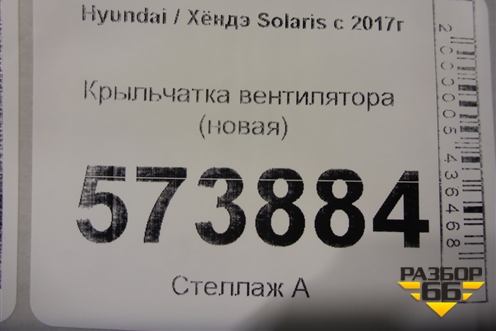 Hyundai / Хёндэ Solaris с 2017г
Крыльчатка вентилятора
(новая)
573884
Стеллаж А
2000005436468
РАЗБОР
66